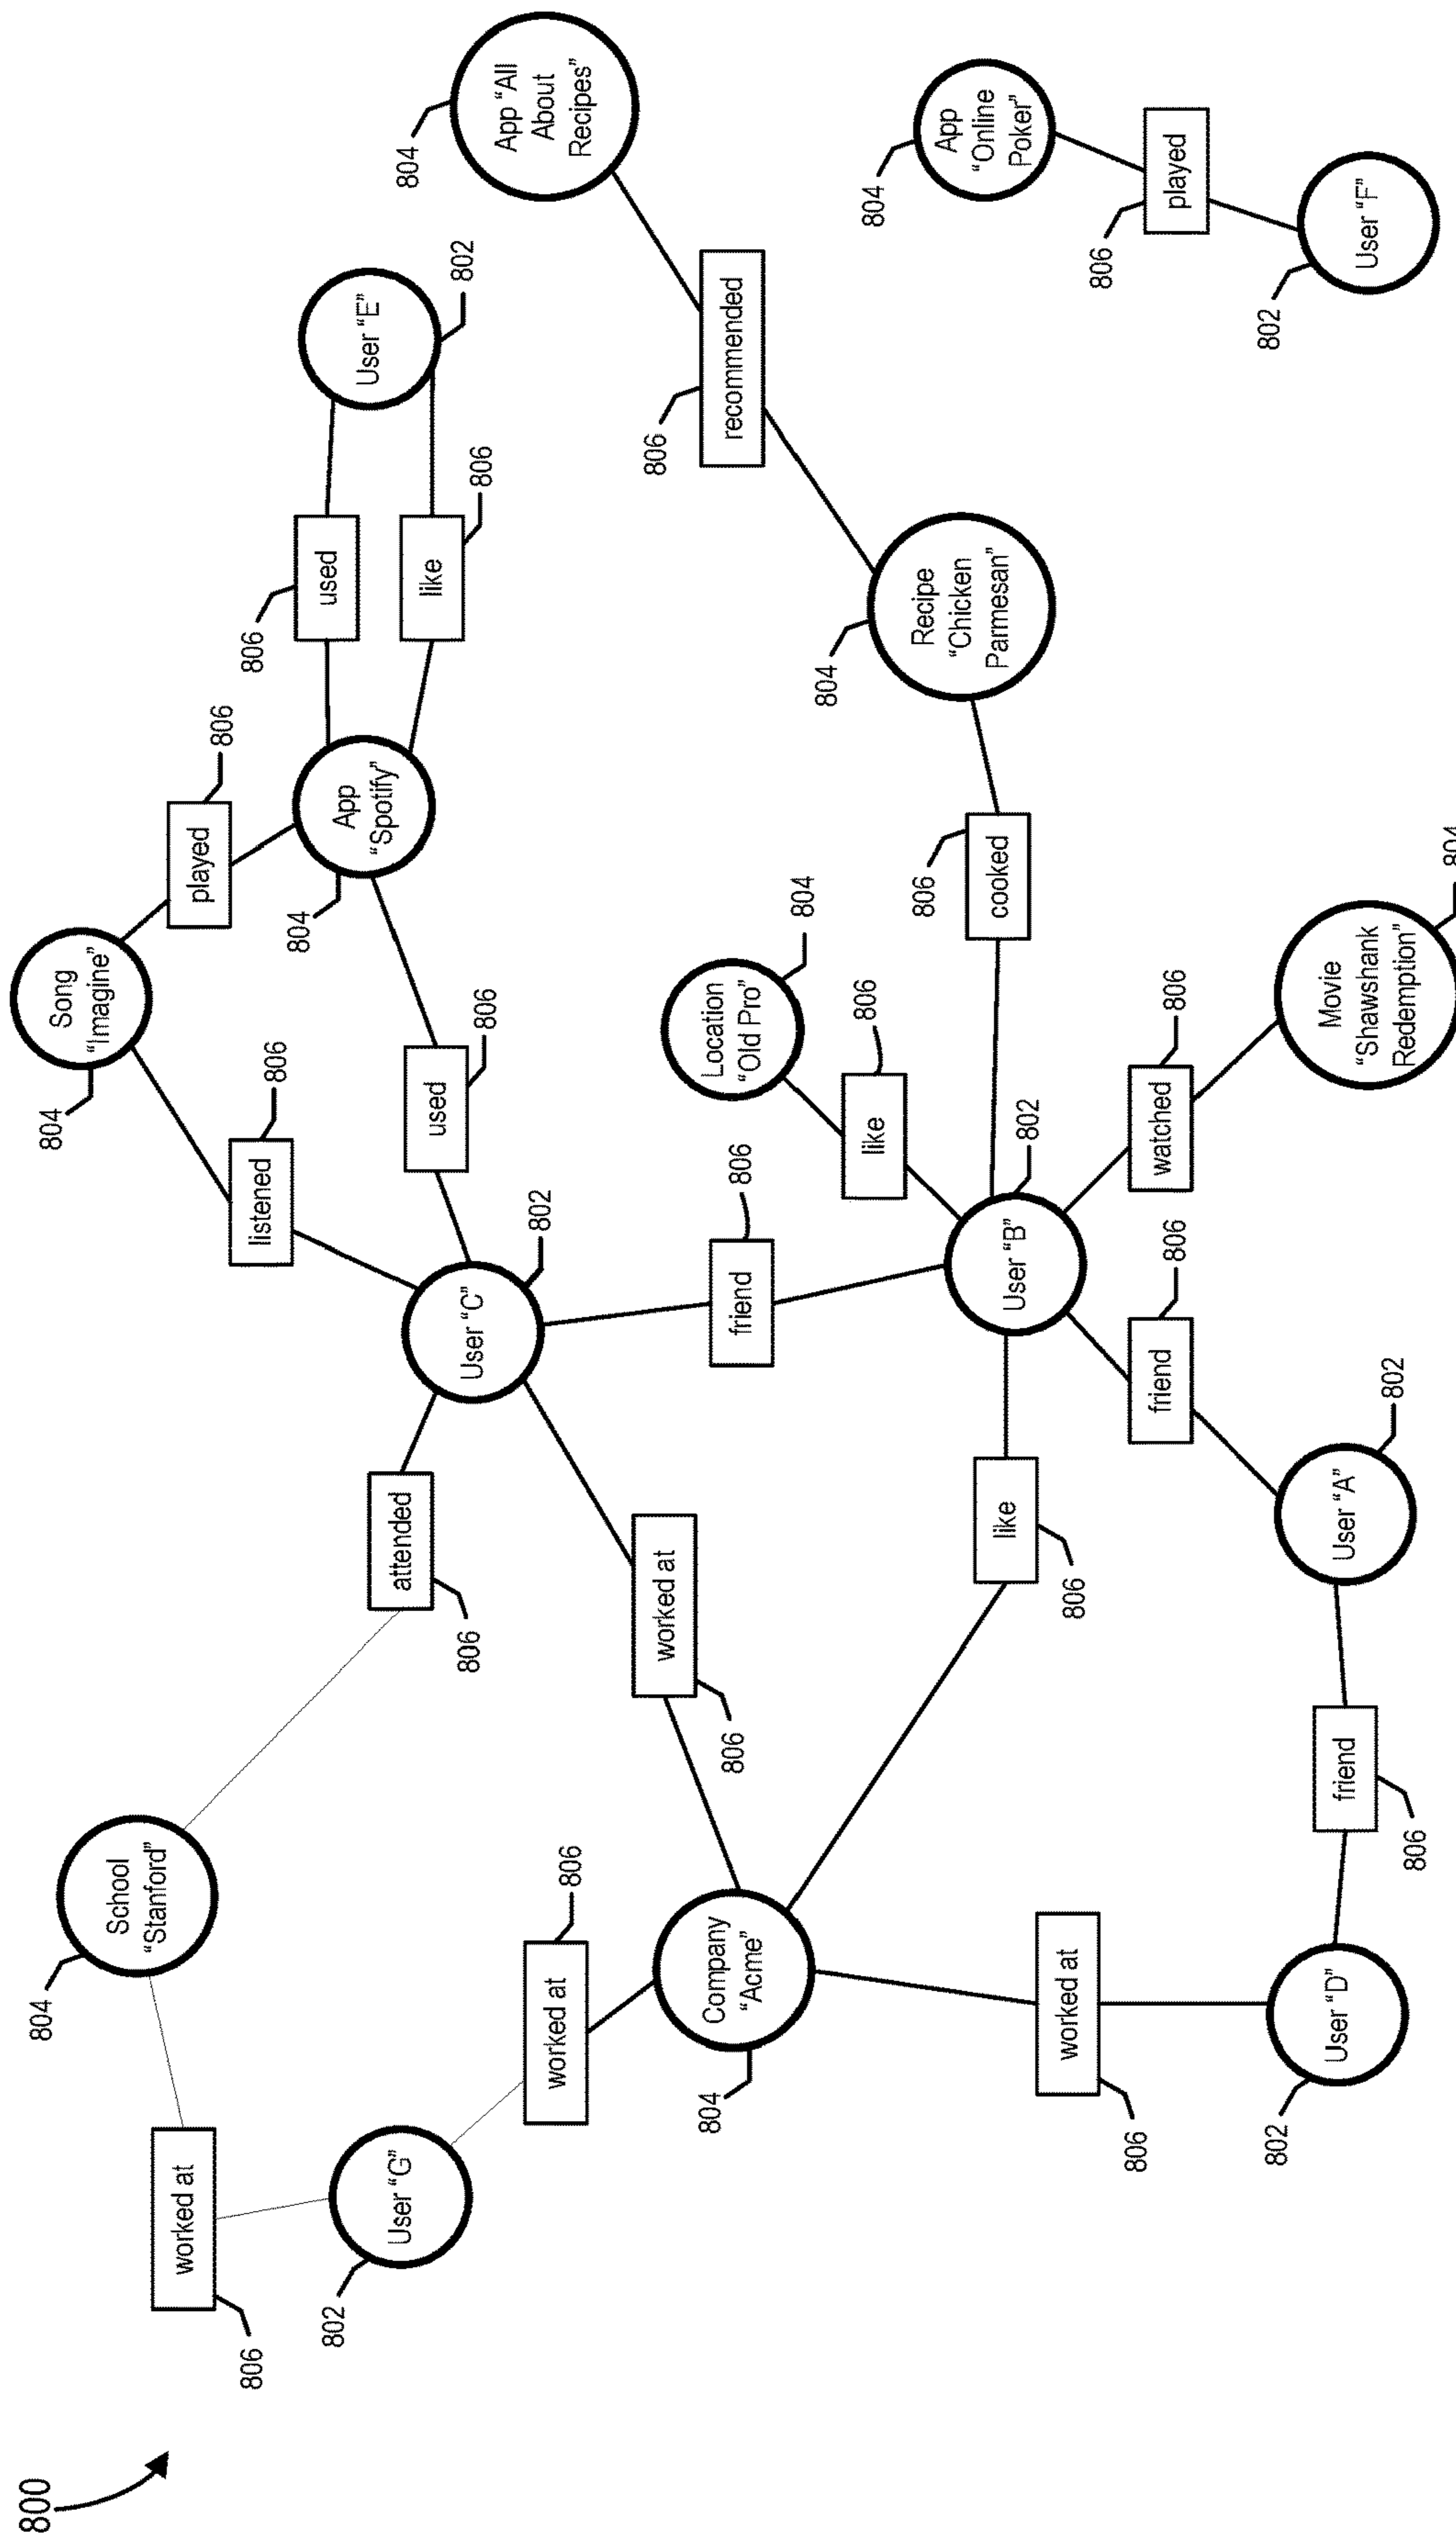 800
804
School
“Stanford”
804
Song
“Imagine”
806
worked at
played
806
806
listened
806
802
User “G”
806
attended
806
used
806
User “E”
802
804
App
“Spotify”
like
806
User “C”
802
used
806
worked at
806
worked at
806
804
Company
“Acme”
friend
806
Location
“Old Pro”
804
806
recommended
804
App “All
About
Recipes”
like
806
806
cooked
804
Recipe
“Chicken
Parmesan”
User “B”
802
like
806
806
worked at
friend
806
watched
806
804
App
“Online
Poker”
806
played
802
User “D”
friend
806
User “A”
802
Movie
“Shawshank
Redemption”
804
802
User “F”